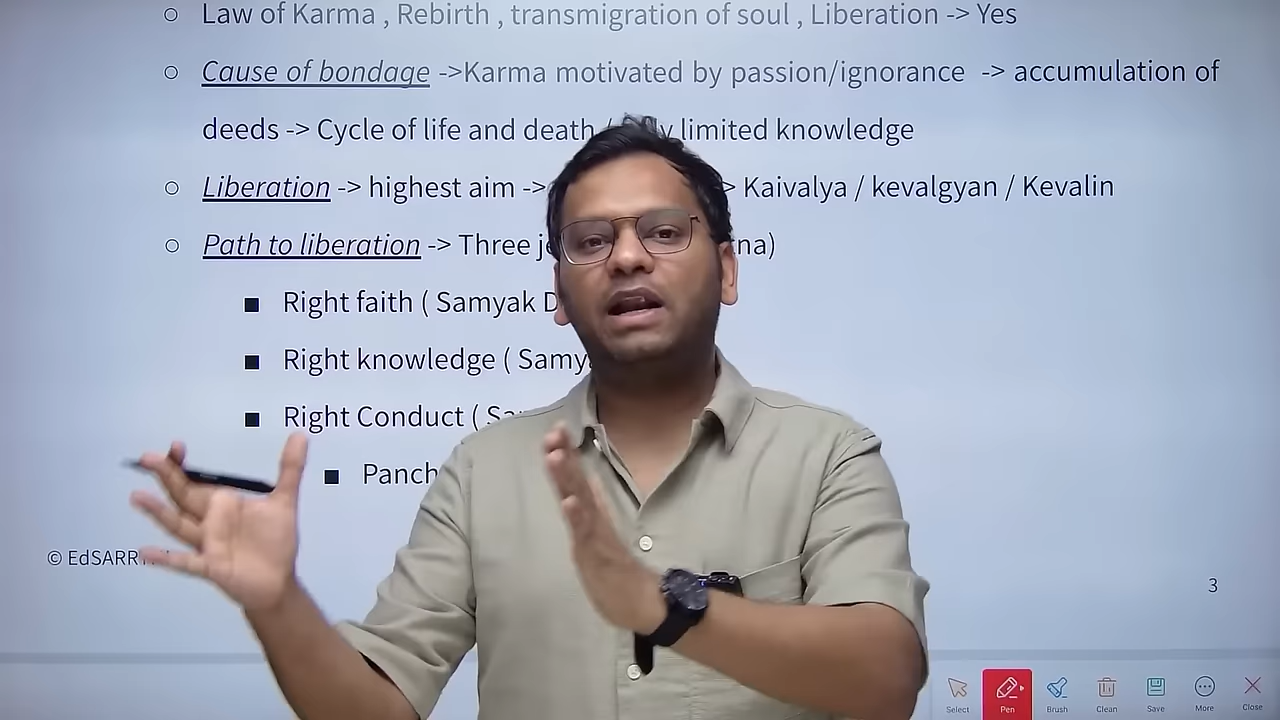 ○ Law of Karma , Rebirth , transmigration of soul , Liberation -> Yes
○ Cause of bondage ->Karma motivated by passion/ignorance -> accumulation of
deeds -> Cycle of life and death / limited knowledge
○ Liberation -> highest aim -> > Kaivalya / kevalgyan / Kevalin
○ Path to liberation -> Three
■ Right faith ( Samyak
■ Right knowledge (
■ Right Conduct (
■
© EdSARR
3
Select Pen Brush Clean Save More Close